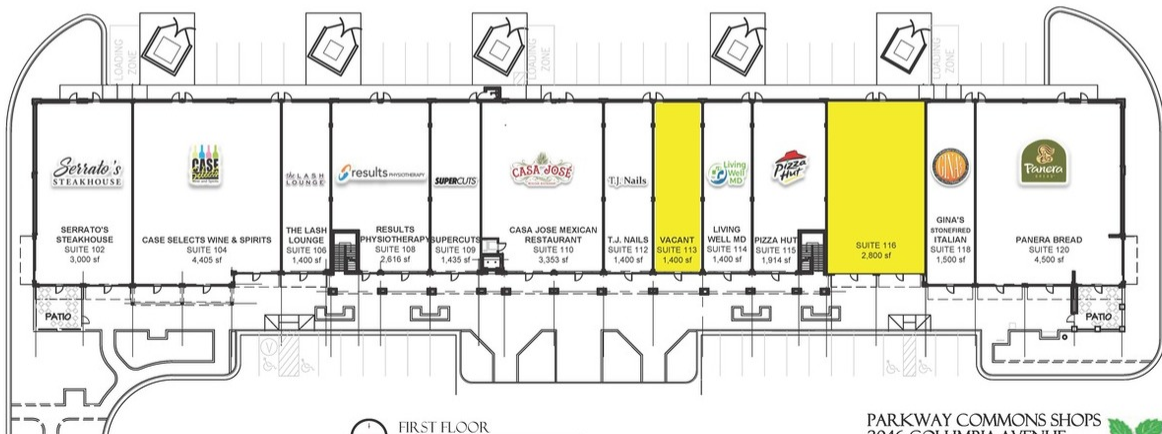 LOADING
ZONE
LOADING
ZONE
LOADING
ZONE
Serrato's
STEAKHOUSE
SERRATO'S
STEAKHOUSE
SUITE 102
3,000 sf
CASE
CASE SELECTS WINE & SPIRITS
SUITE 104
4,405 sf
the LASH
LOUNGE
THE LASH
LOUNGE
SUITE 106
1,400 sf
results PHYSIOTHERAPY
RESULTS
PHYSIOTHERAPY
SUITE 108
2,616 sf
SUPERCUTS
SUPERCUTS
SUITE 109
1,435 sf
CASA JOSÉ
CASA JOSE MEXICAN
RESTAURANT
SUITE 110
3,353 sf
T.J. Nails
T.J. NAILS
SUITE 112
1,400 sf
VACANT
SUITE 113
1,400 sf
Living
Well
MD
LIVING
WELL MD
SUITE 114
1,400 sf
Pizza
Hut
PIZZA HUT
SUITE 115
1,914 sf
SUITE 116
2,800 sf
GINA'S
GINA'S
STONEFIRED
ITALIAN
SUITE 118
1,500 sf
Panera
BREAD
PANERA BREAD
SUITE 120
4,500 sf
PATIO
PATIO
V
FIRST FLOOR
PARKWAY COMMONS SHOPS
2046 COLUMBIA AVENUE